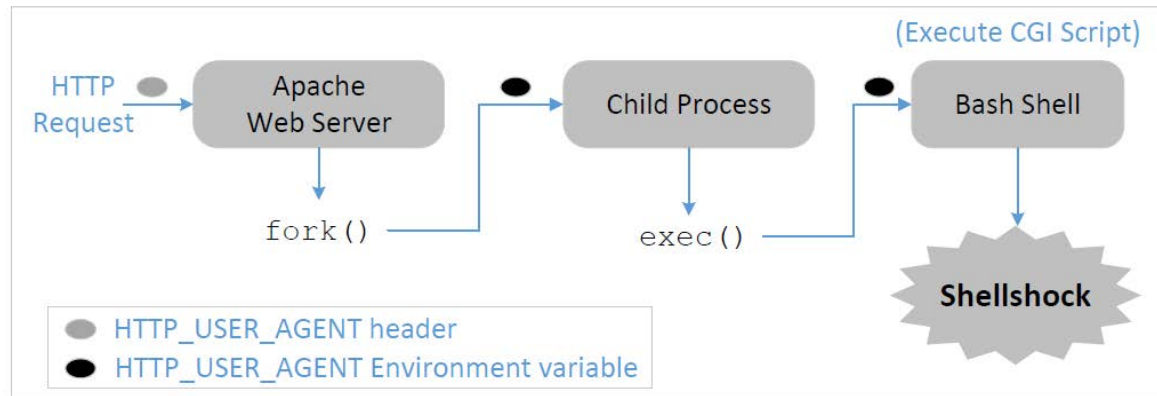 (Execute CGI Script)
HTTP
Request
Apache
Web Server
Child Process
Bash Shell
fork()
exec()
Shellshock
HTTP_USER_AGENT header
HTTP_USER_AGENT Environment variable